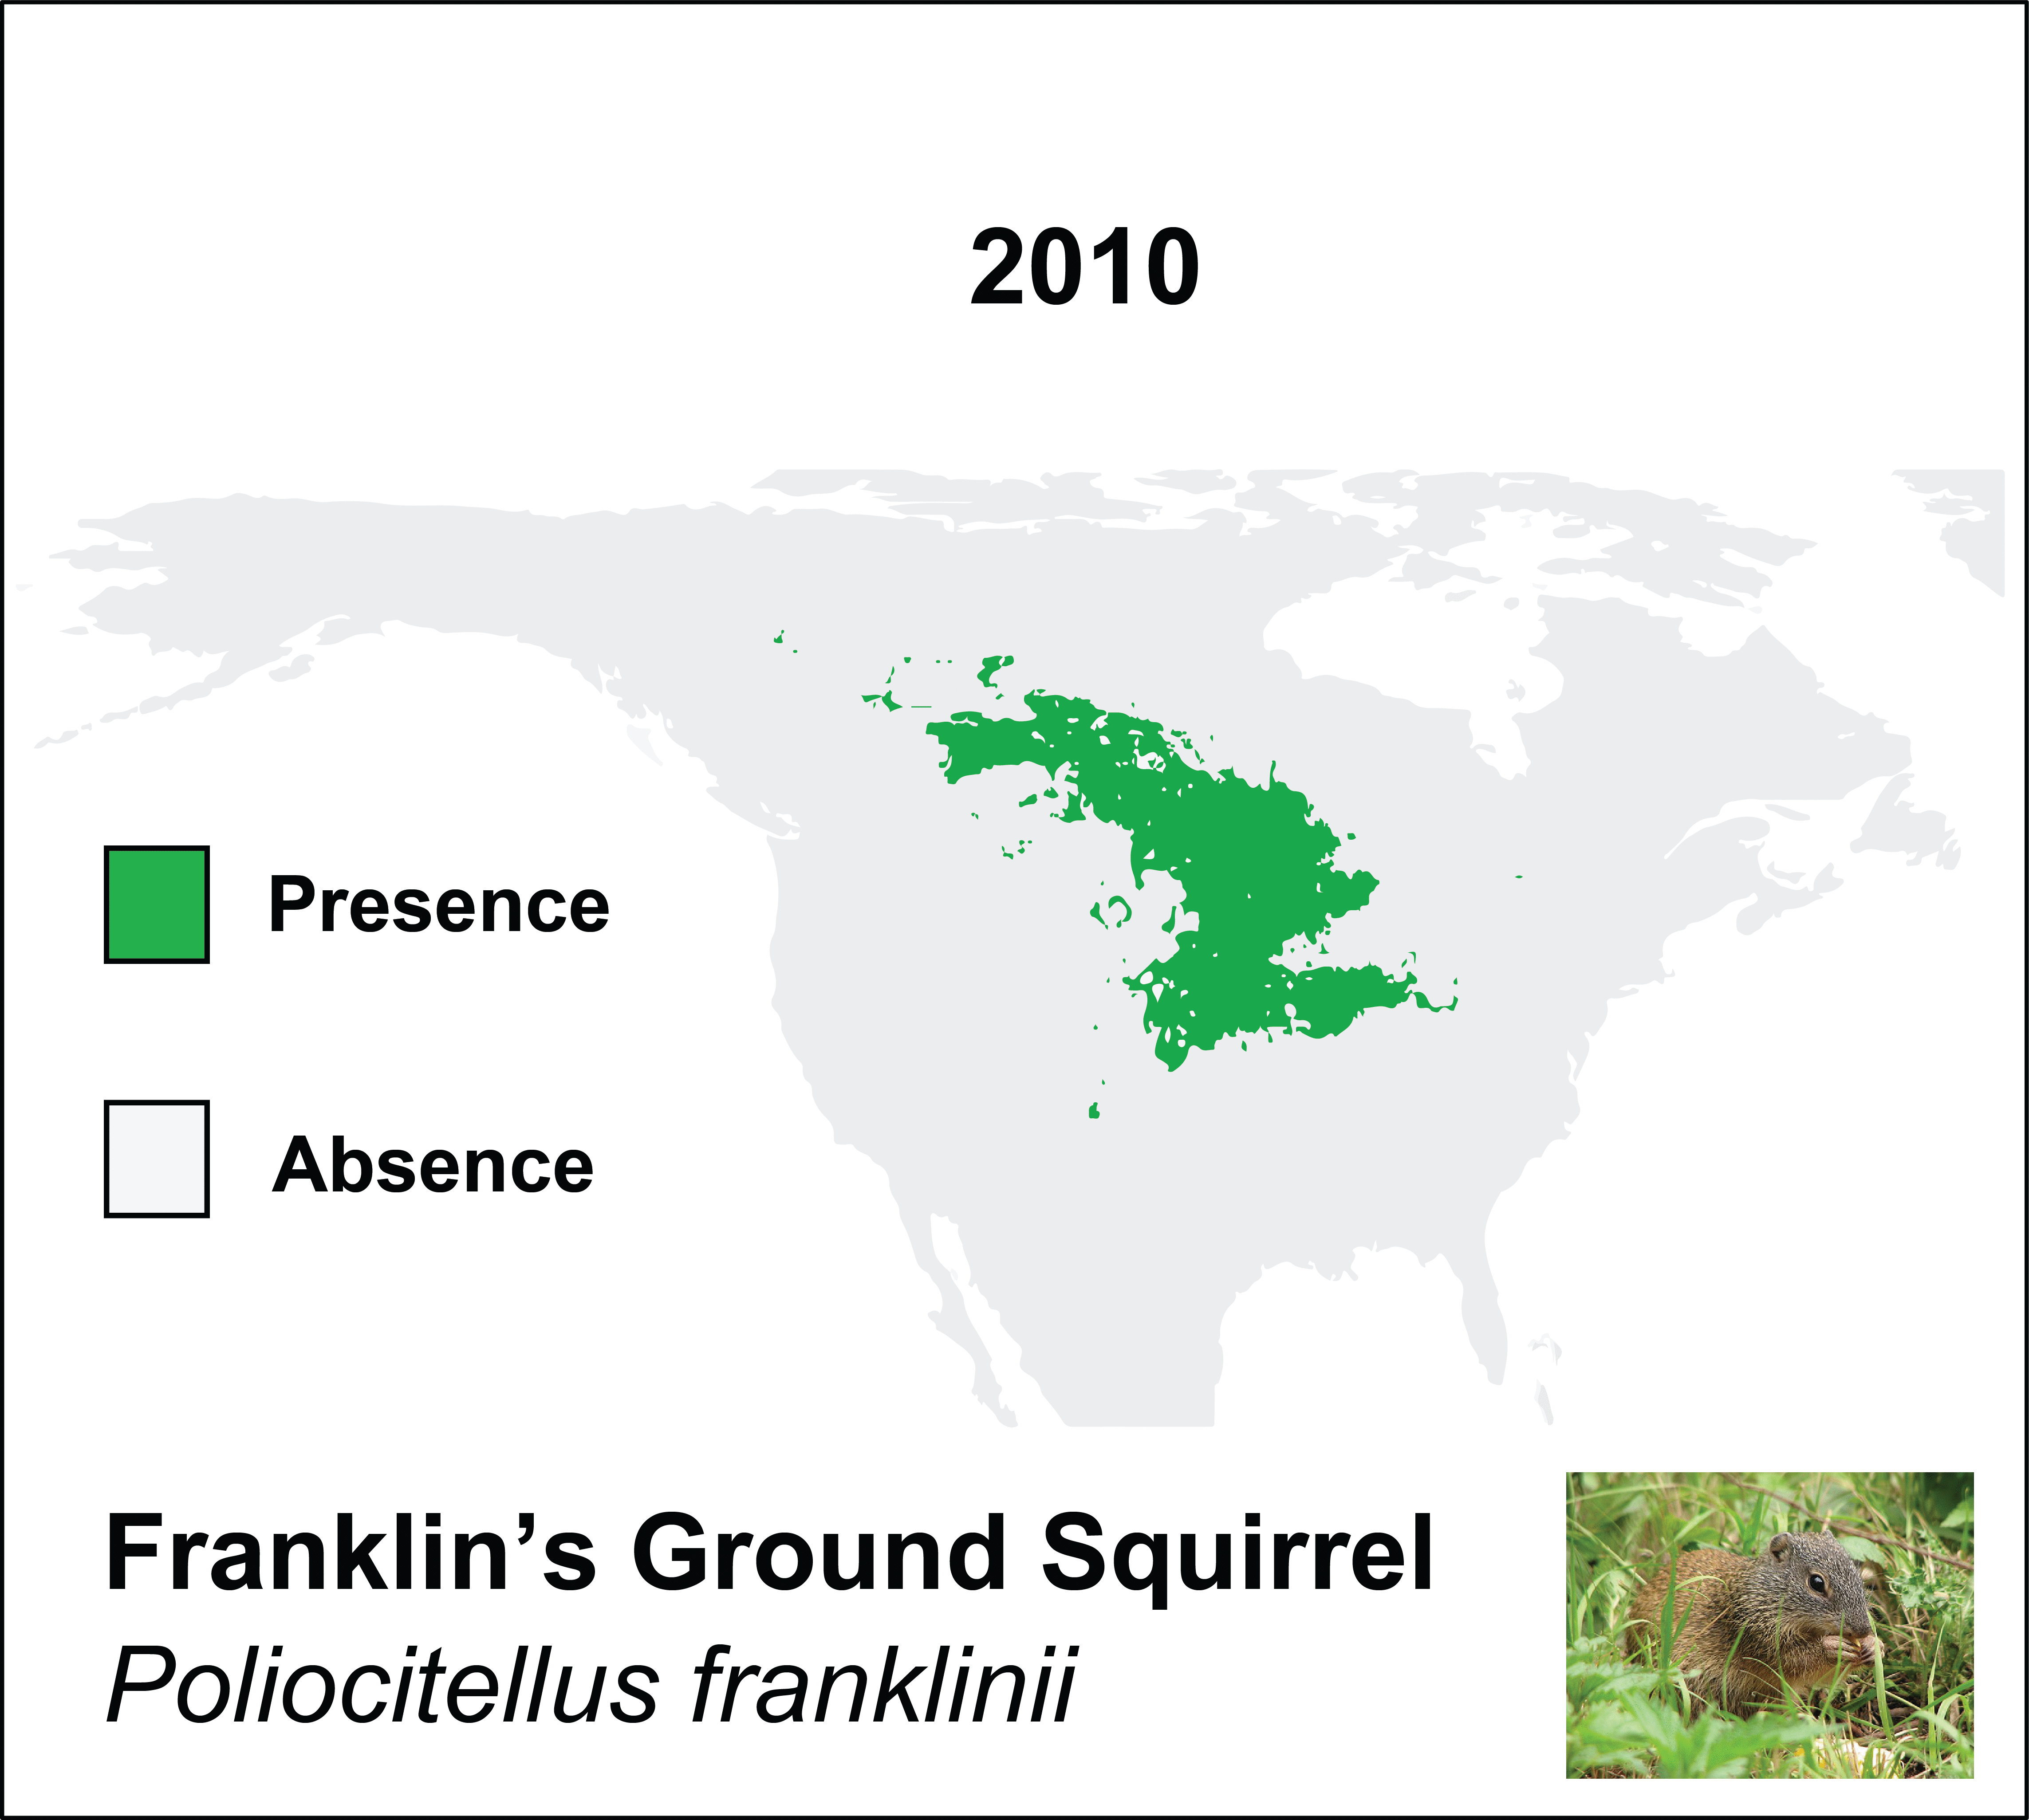 2010
Presence
Absence
Franklin’s Ground Squirrel
Poliocitellus franklinii